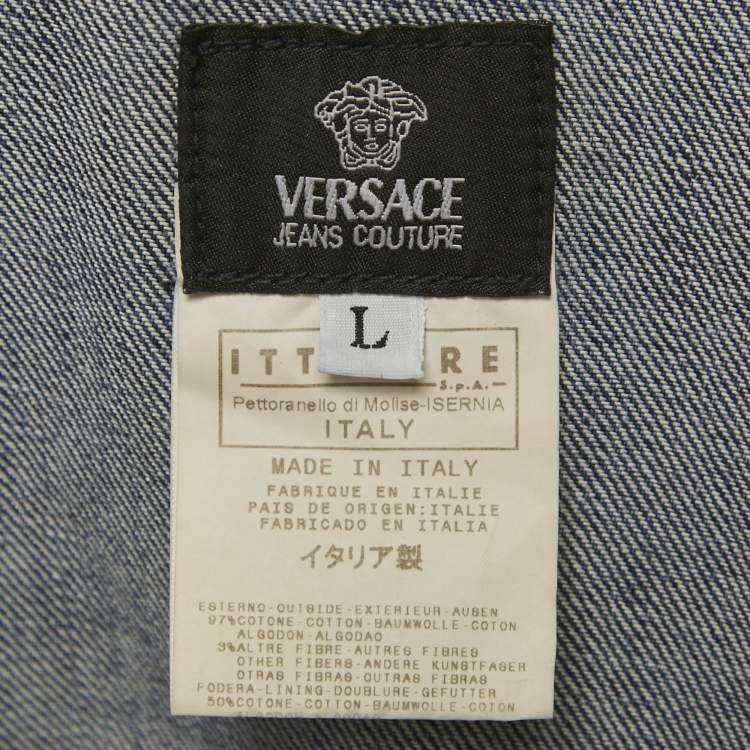 VERSACE
JEANS COUTURE
L
S.p.A.
Pettoranello di Molise-ISERNIA
ITALY
MADE IN ITALY
FABRIQUE EN ITALIE
PAIS DE ORIGEN:ITALIE
FABRICADO EN ITALIA
イタリア製
ESTERNO-OUTSIDE-EXTERIEUR-AUSEN
97%COTONE-COTTON-BAUMWOLLE-COTON
ALGODON-ALGODAO
3%ALTRE FIBRE-AUTRES FIBRES
OTHER FIBERS-ANDERE KUNSTFASER
OTRAS FIBRAS-OUTRAS FIBRAS
FODERA-LINING-DOUBLURE-GEFUTTER
50%COTONE-COTTON-BAUMWOLLE-COTON
ALGODON-ALGODAO